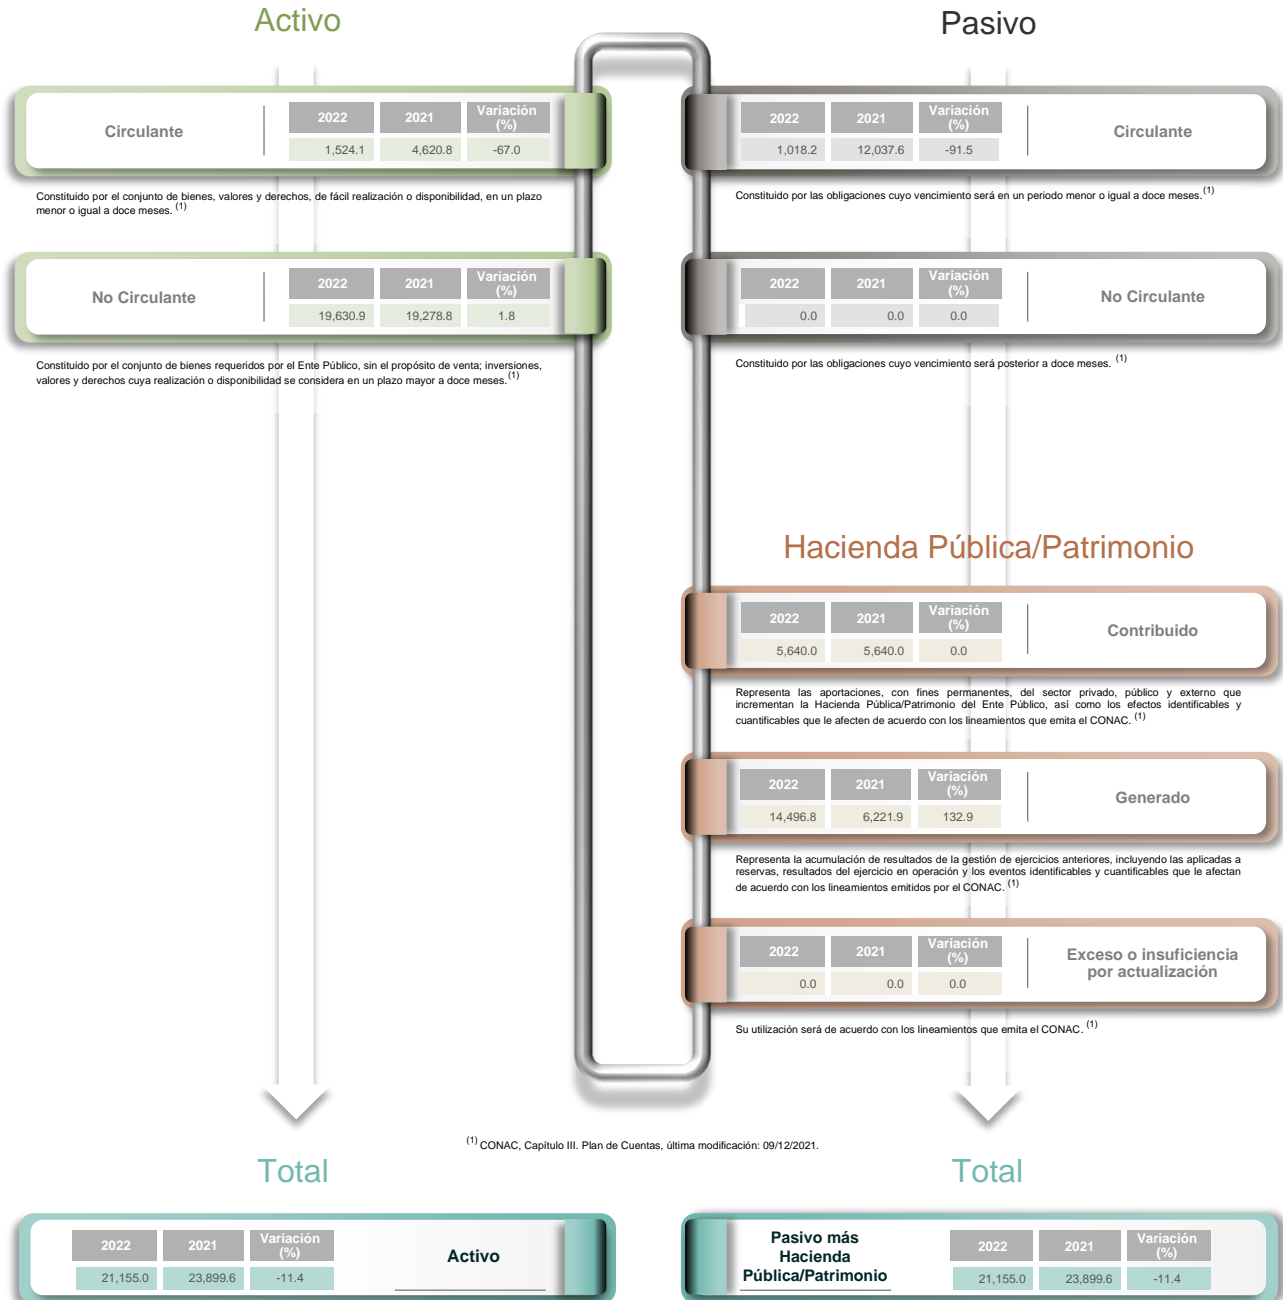 Activo
Circulante
2022 2021 Variación (%)
1,524.1 4,620.8 -67.0
Constituido por el conjunto de bienes, valores y derechos, de fácil realización o disponibilidad, en un plazo
menor o igual a doce meses. (1)
No Circulante
2022 2021 Variación (%)
19,630.9 19,278.8 1.8
Constituido por el conjunto de bienes requeridos por el Ente Público, sin el propósito de venta; inversiones,
valores y derechos cuya realización o disponibilidad se considera en un plazo mayor a doce meses. (1)
Pasivo
2022 2021 Variación (%)
1,018.2 12,037.6 -91.5
Circulante
Constituido por las obligaciones cuyo vencimiento será en un periodo menor o igual a doce meses. (1)
2022 2021 Variación (%)
0.0 0.0 0.0
No Circulante
Constituido por las obligaciones cuyo vencimiento será posterior a doce meses. (1)
Hacienda Pública/Patrimonio
2022 2021 Variación (%)
5,640.0 5,640.0 0.0
Contribuido
Representa las aportaciones, con fines permanentes, del sector privado, público y externo que
incrementan la Hacienda Pública/Patrimonio del Ente Público, así como los efectos identificables y
cuantificables que le afecten de acuerdo con los lineamientos que emita el CONAC. (1)
2022 2021 Variación (%)
14,496.8 6,221.9 132.9
Generado
Representa la acumulación de resultados de la gestión de ejercicios anteriores, incluyendo las aplicadas a
reservas, resultados del ejercicio en operación y los eventos identificables y cuantificables que le afectan
de acuerdo con los lineamientos emitidos por el CONAC. (1)
2022 2021 Variación (%)
0.0 0.0 0.0
Exceso o insuficiencia
por actualización
Su utilización será de acuerdo con los lineamientos que emita el CONAC. (1)
(1) CONAC, Capítulo III. Plan de Cuentas, última modificación: 09/12/2021.
Total
2022 2021 Variación (%)
21,155.0 23,899.6 -11.4
Activo
Total
Pasivo más
Hacienda
Pública/Patrimonio
2022 2021 Variación (%)
21,155.0 23,899.6 -11.4